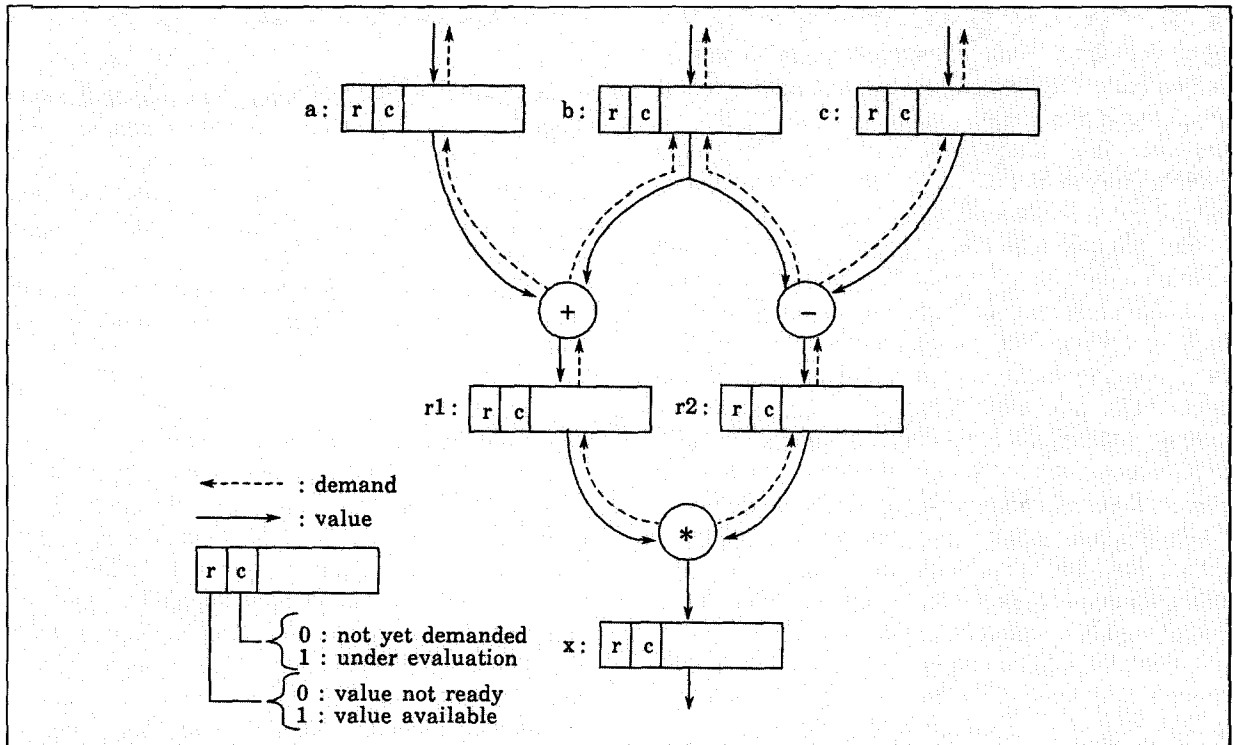 a: r c
b: r c
c: r c
+
−
r1: r c
r2: r c
: demand
*
: value
r c
0 : not yet demanded
1 : under evaluation
x: r c
0 : value not ready
1 : value available